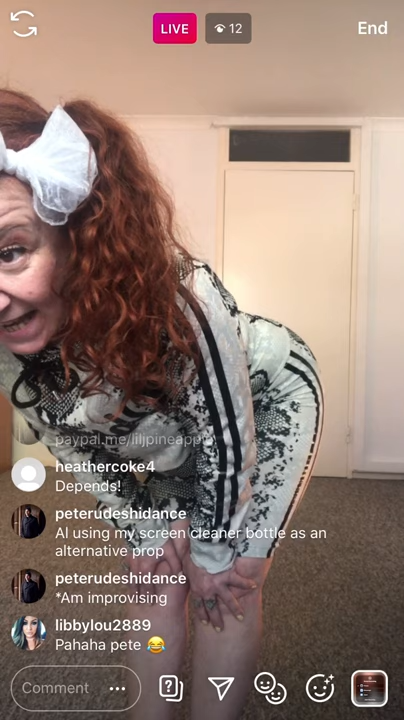 LIVE
12
End
paypal.me/liljpineapple
heathercoke4
Depends!
peterudeshidance
Al using my screen cleaner bottle as an
alternative prop
peterudeshidance
*Am improvising
libbylou2889
Pahaha pete 😂
Comment